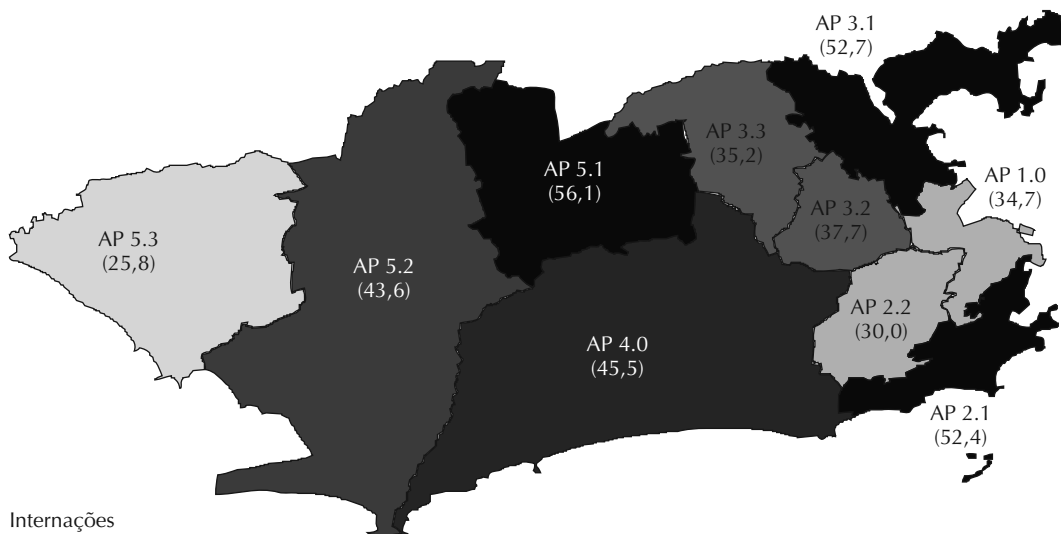 AP 3.1
(52,7)
AP 3.3
(35,2)
AP 5.1
(56,1)
AP 1.0
(34,7)
AP 3.2
(37,7)
AP 5.3
(25,8)
AP 5.2
(43,6)
AP 2.2
(30,0)
AP 4.0
(45,5)
AP 2.1
(52,4)
Internações